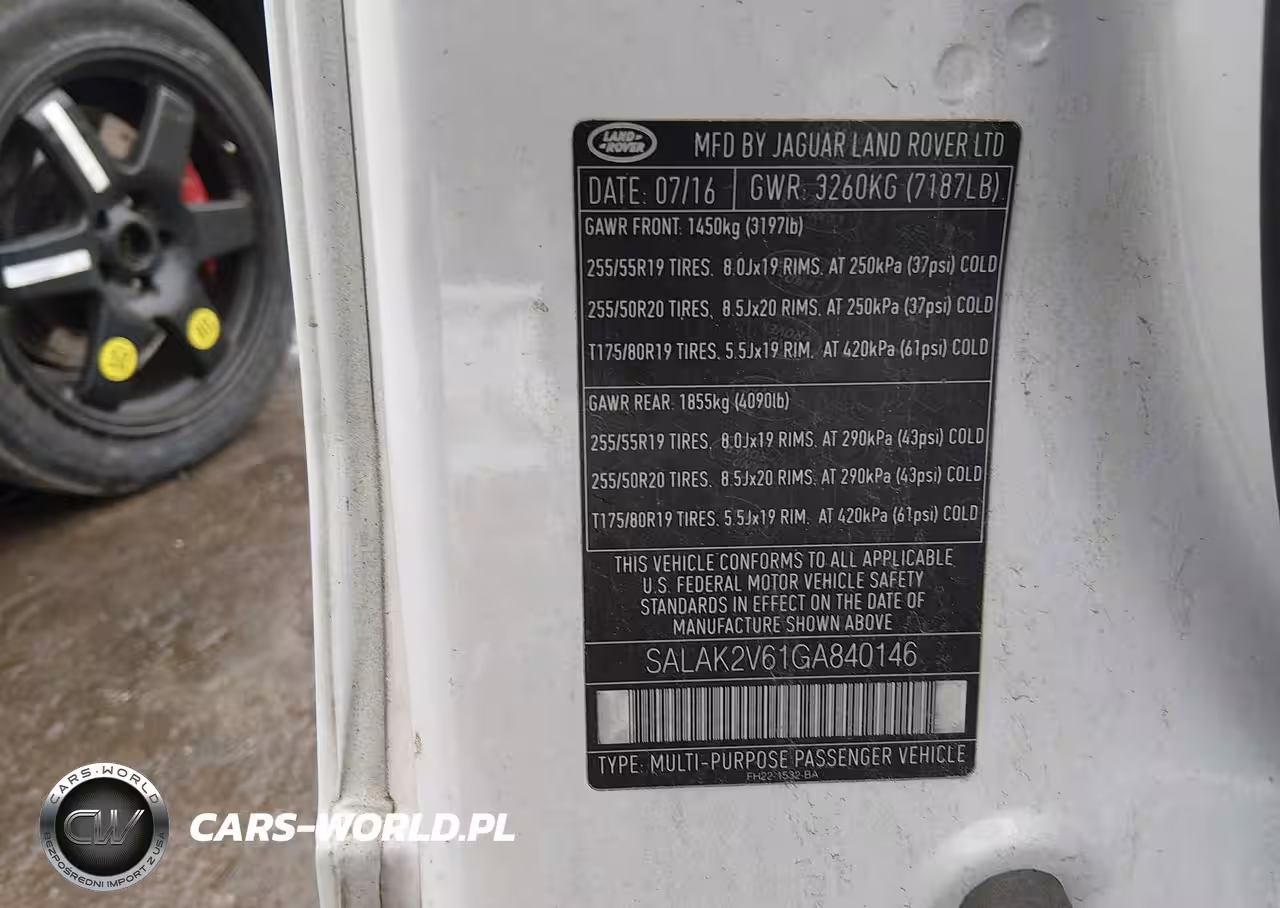 LAND ROVER
MFD BY JAGUAR LAND ROVER LTD
DATE: 07/16 GWR 3260KG (7187LB)
GAWR FRONT: 1450kg (3197lb)
255/55R19 TIRES, 8.0Jx19 RIMS, AT 250kPa (37psi) COLD
255/50R20 TIRES, 8.5Jx20 RIMS, AT 250kPa (37psi) COLD
T175/80R19 TIRES, 5.5Jx19 RIM, AT 420kPa (61psi) COLD
GAWR REAR: 1855kg (4090lb)
255/55R19 TIRES, 8.0Jx19 RIMS, AT 290kPa (43psi) COLD
255/50R20 TIRES, 8.5Jx20 RIMS, AT 290kPa (43psi) COLD
T175/80R19 TIRES, 5.5Jx19 RIM, AT 420kPa (61psi) COLD
THIS VEHICLE CONFORMS TO ALL APPLICABLE
U.S. FEDERAL MOTOR VEHICLE SAFETY
STANDARDS IN EFFECT ON THE DATE OF
MANUFACTURE SHOWN ABOVE
SALAK2V61GA840146
TYPE: MULTI-PURPOSE PASSENGER VEHICLE
FH22-1532-BA
CARS-WORLD
CW
BEZPOŚREDNI IMPORT Z USA
CARS-WORLD.PL